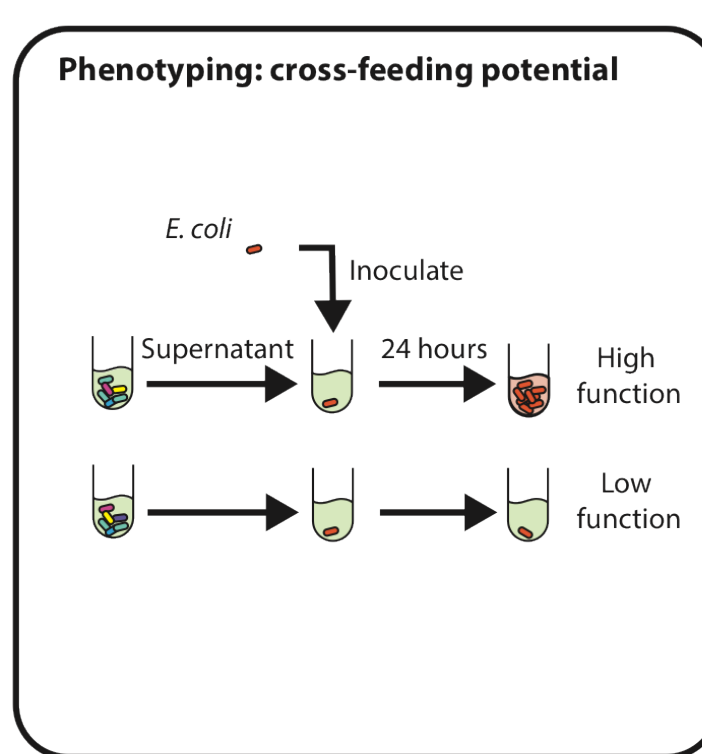 Phenotyping: cross-feeding potential
E. coli
Inoculate
Supernatant
24 hours
High
function
Low
function